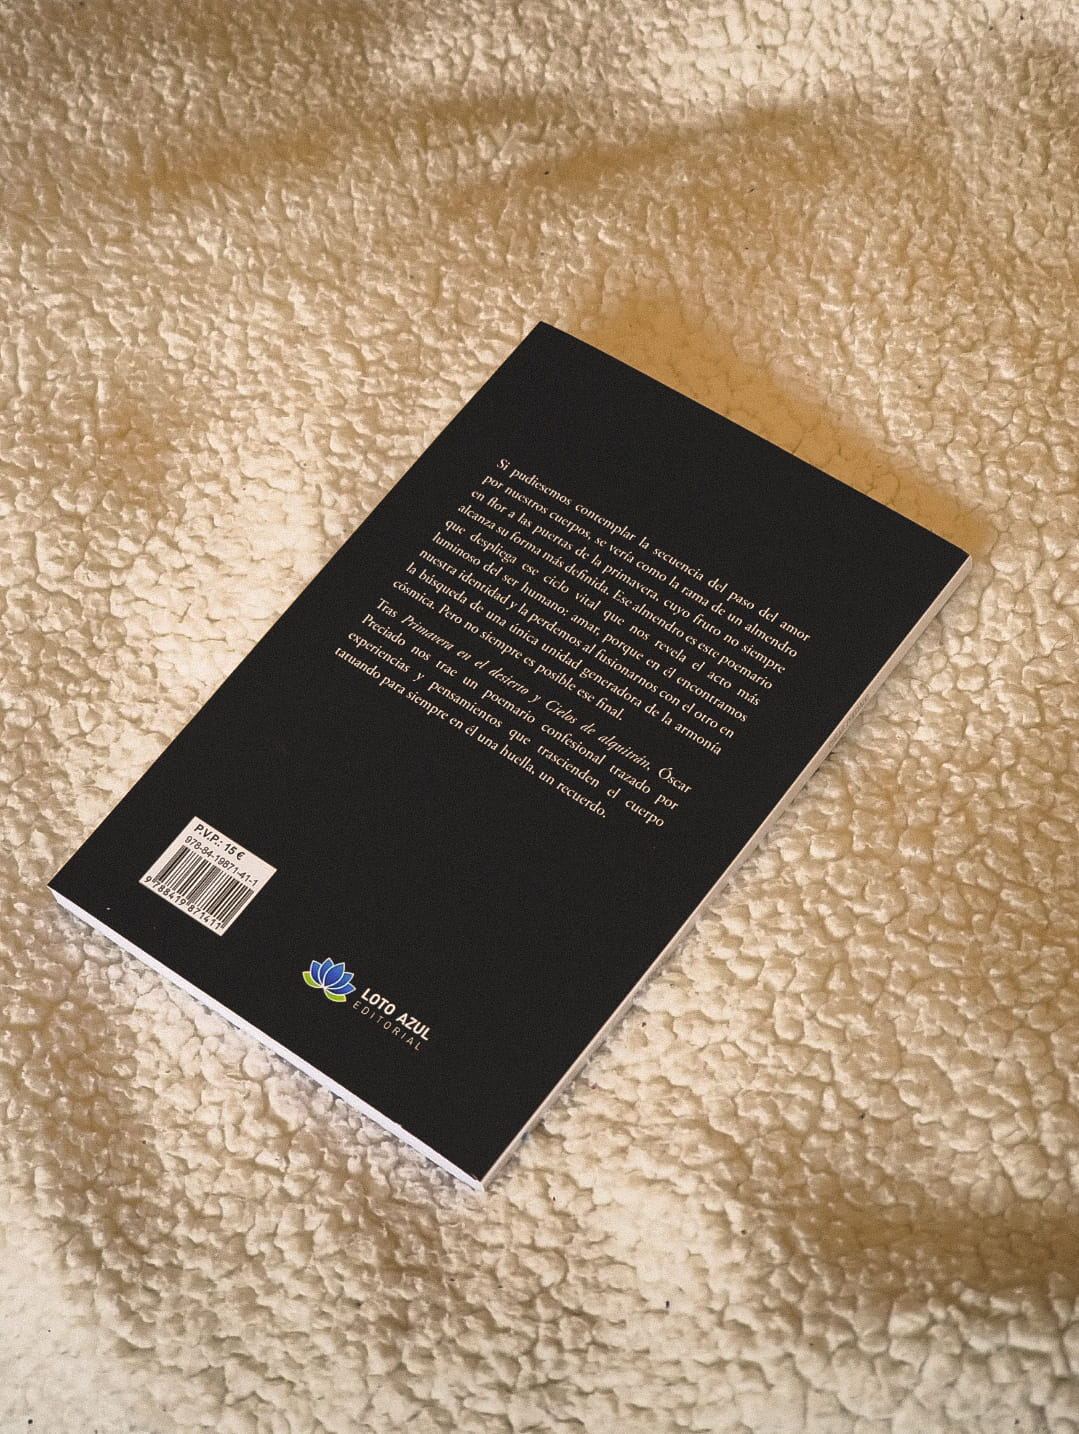 Si pudiesemos contemplar la secuencia del paso del amor
por nuestros cuerpos, se vería como la rama de un almendro
en flor a las puertas de la primavera, cuyo fruto no siempre
alcanza su forma más definida. Ese almendro es este poemario
que despliega ese ciclo vital que nos revela el acto más
luminoso del ser humano: amar, porque en él encontramos
nuestra identidad y la perdemos al fusionarnos con el otro en
la búsqueda de una única unidad generadora de la armonía
cósmica. Pero no siempre es posible ese final.
Tras Primavera en el desierto y Cielos de alquitrán, Óscar
Preciado nos trae un poemario confesional trazado por
experiencias y pensamientos que trascienden el cuerpo
tatuando para siempre en él una huella, un recuerdo.
P.V.P.: 15 €
978-84-19871-41-1
9 788419 871411
LOTO AZUL
EDITORIAL